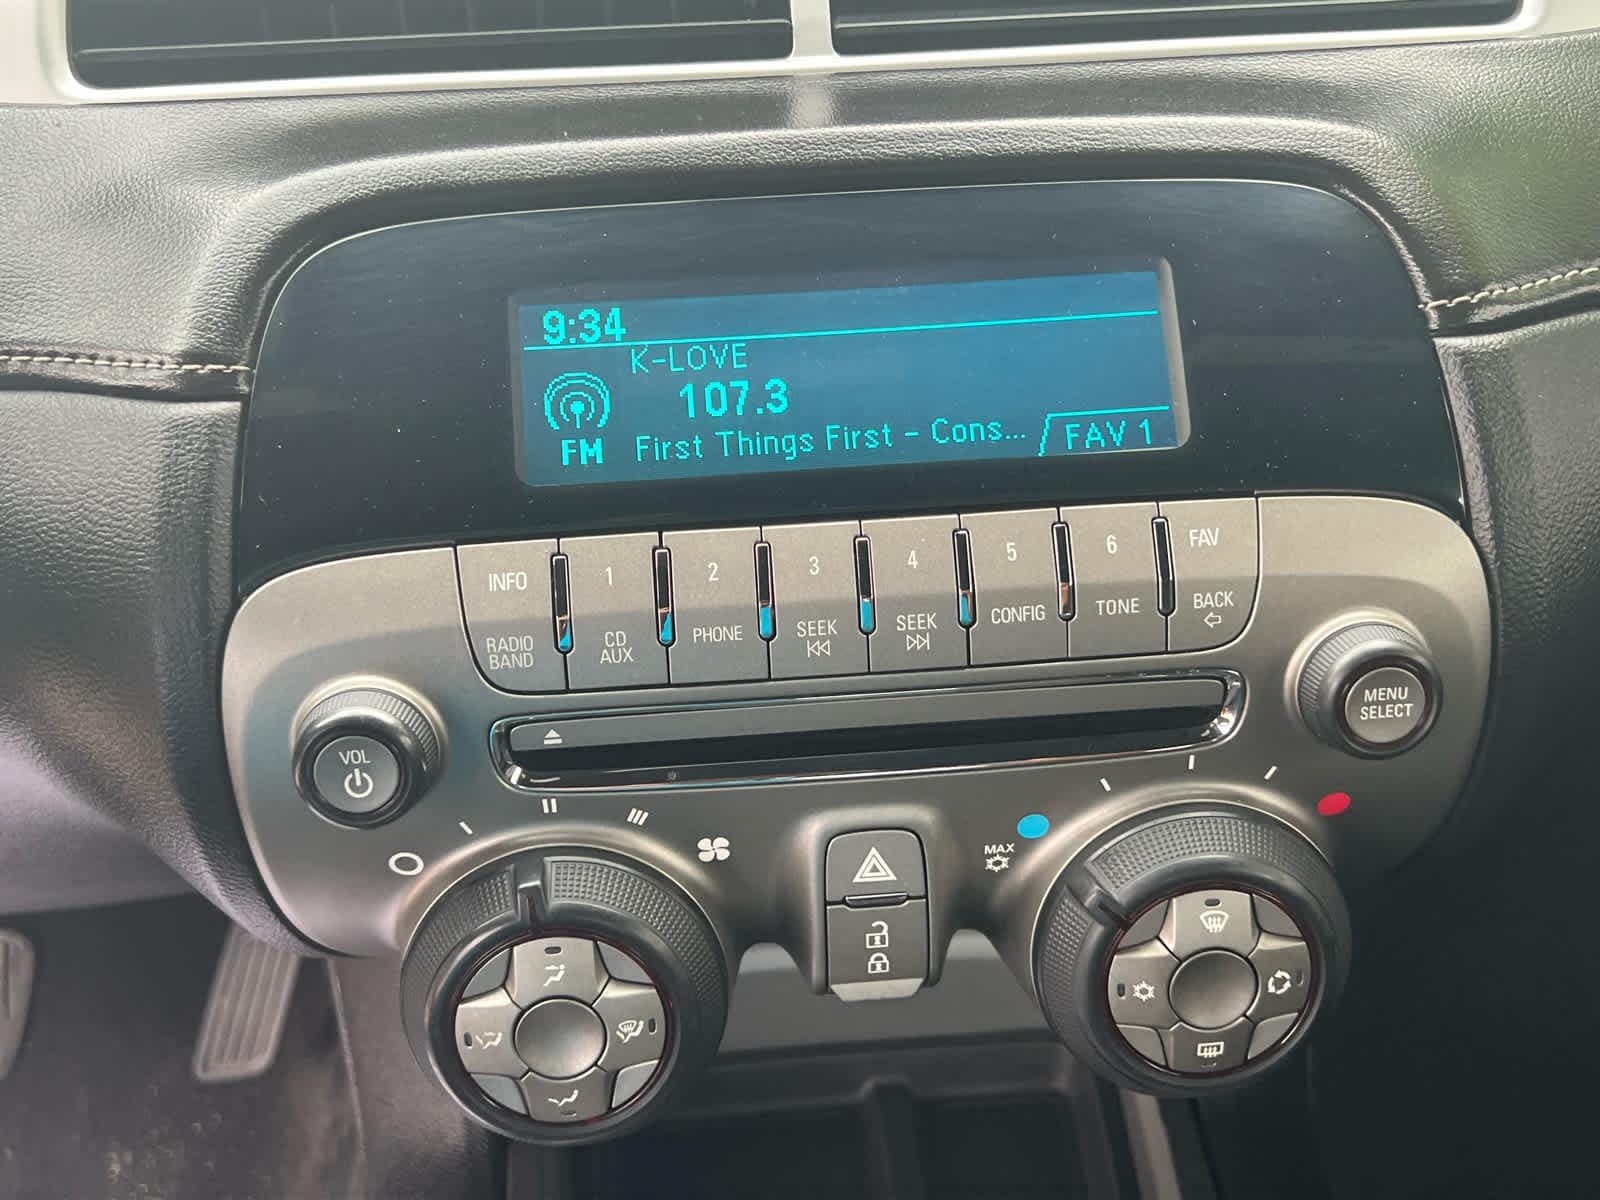 9:34
K-LOVE
107.3
FM First Things First - Cons... FAV 1
INFO 1 2 3 4 5 6 FAV
RADIO BAND
CD AUX
PHONE
SEEK
SEEK
CONFIG
TONE
BACK
VOL
MENU SELECT
MAX